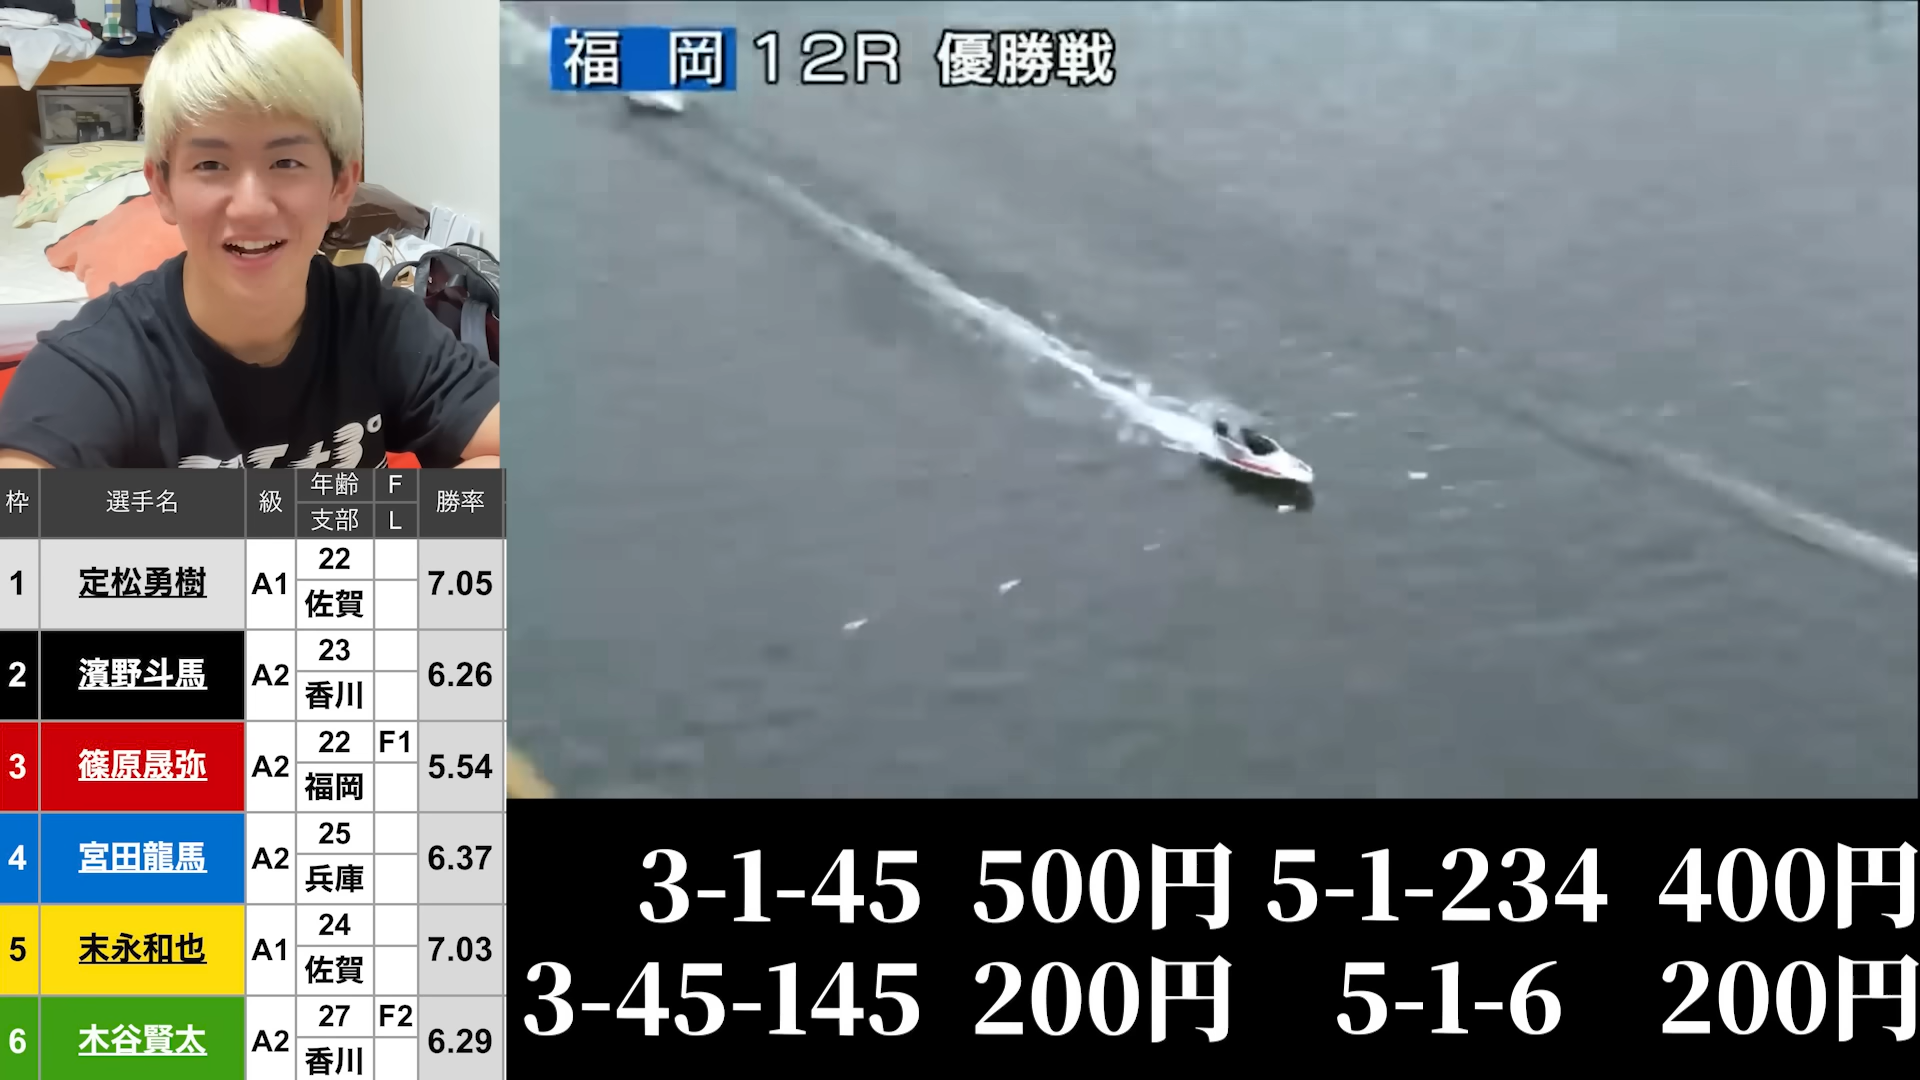 福 岡 12R 優勝戦
枠 選手名 級 年齢 支部 F L 勝率
1 定松勇樹 A1 22 佐賀 7.05
2 濱野斗馬 A2 23 香川 6.26
3 篠原晟弥 A2 22 福岡 F1 5.54
4 宮田龍馬 A2 25 兵庫 6.37
5 末永和也 A1 24 佐賀 7.03
6 木谷賢太 A2 27 香川 F2 6.29
3-1-45 500円 5-1-234 400円
3-45-145 200円 5-1-6 200円